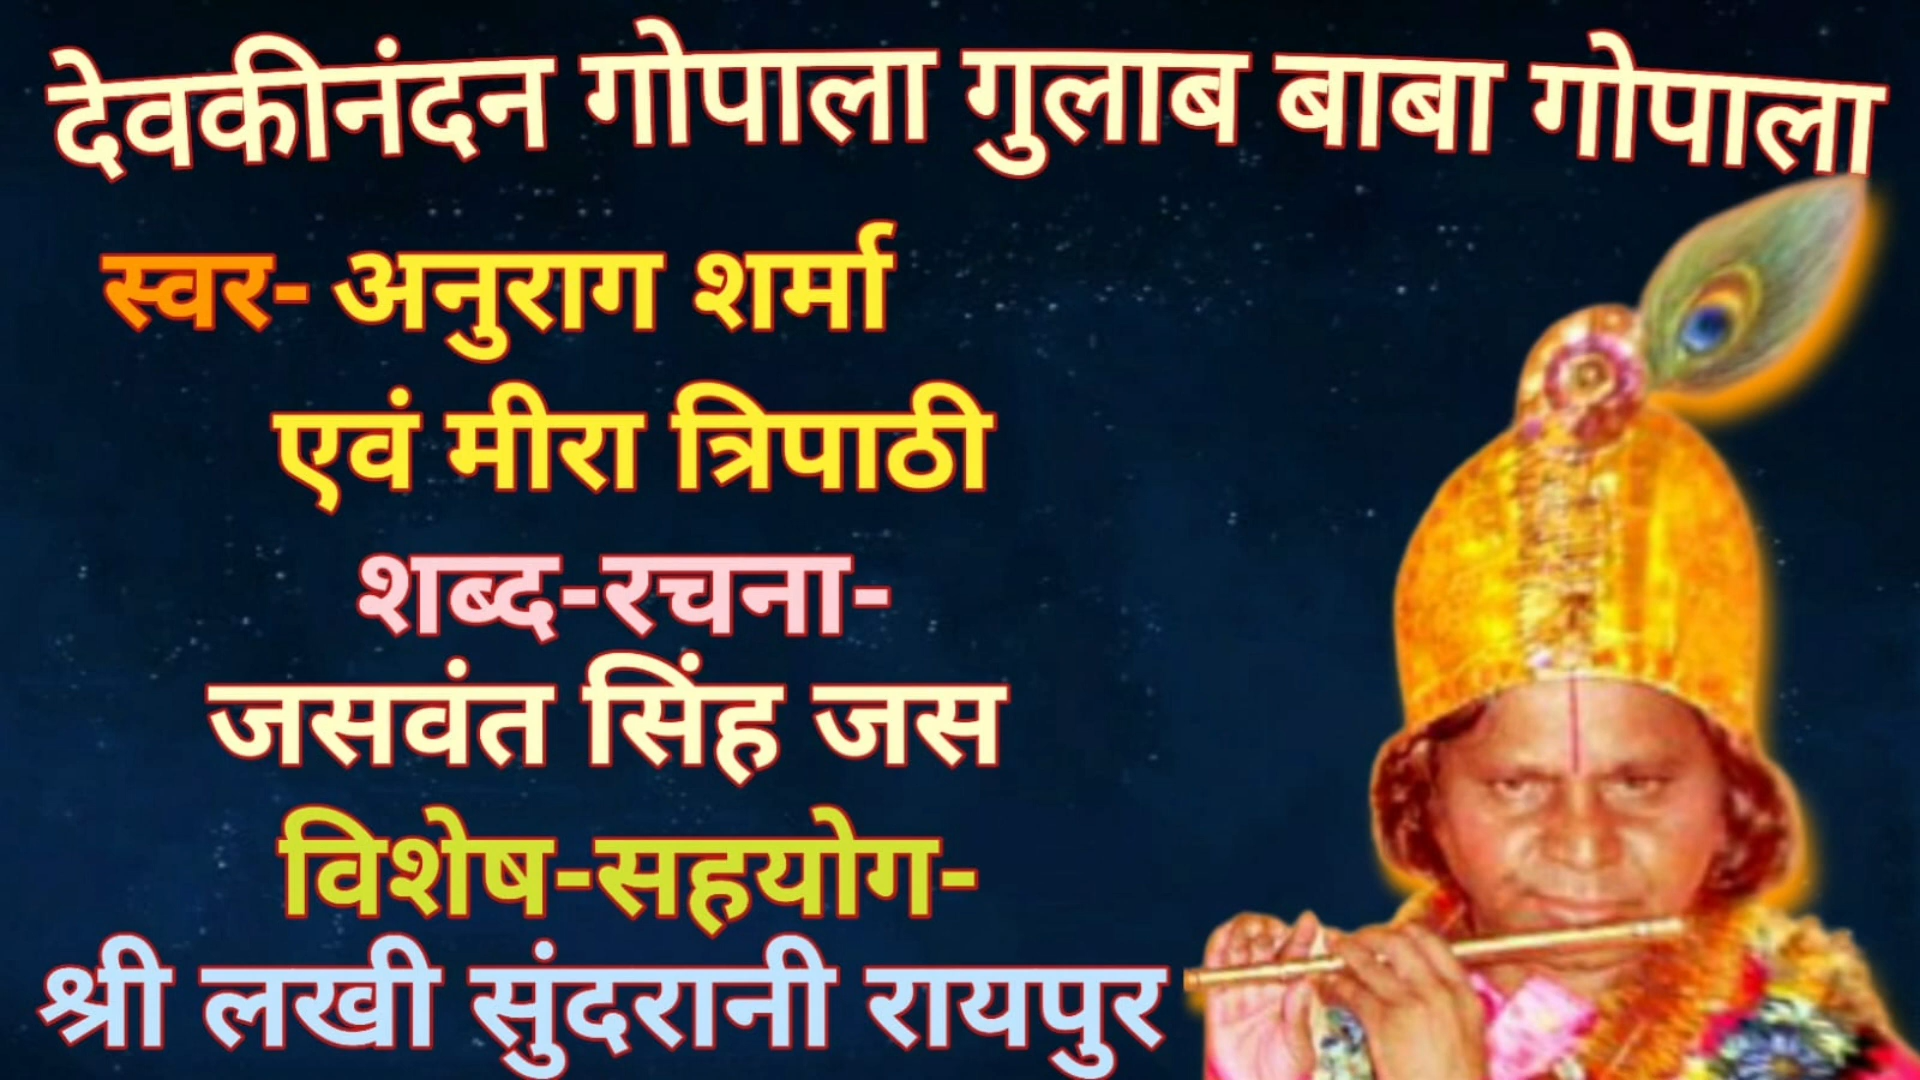 देवकीनंदन गोपाला गुलाब बाबा गोपाला
स्वर- अनुराग शर्मा
एवं मीरा त्रिपाठी
शब्द-रचना-
जसवंत सिंह जस
विशेष-सहयोग-
श्री लखी सुंदरानी रायपुर